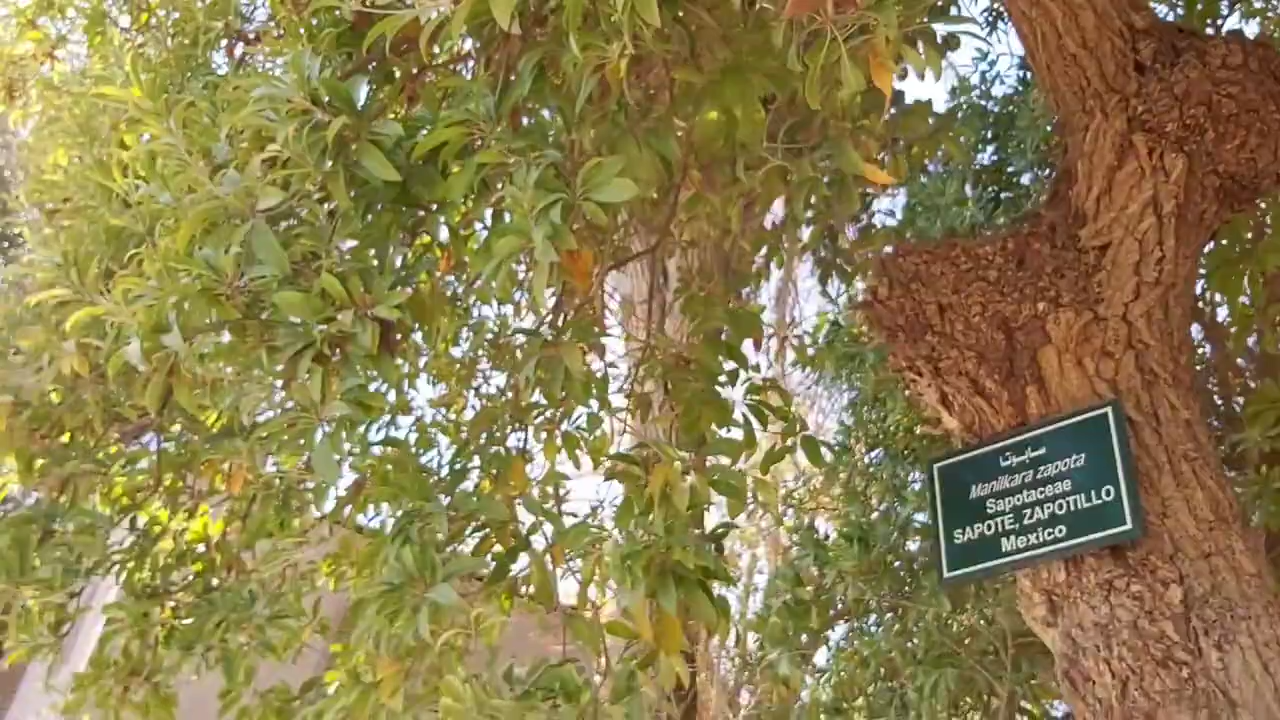 سابوتا
Manilkara zapota
Sapotaceae
SAPOTE, ZAPOTILLO
Mexico